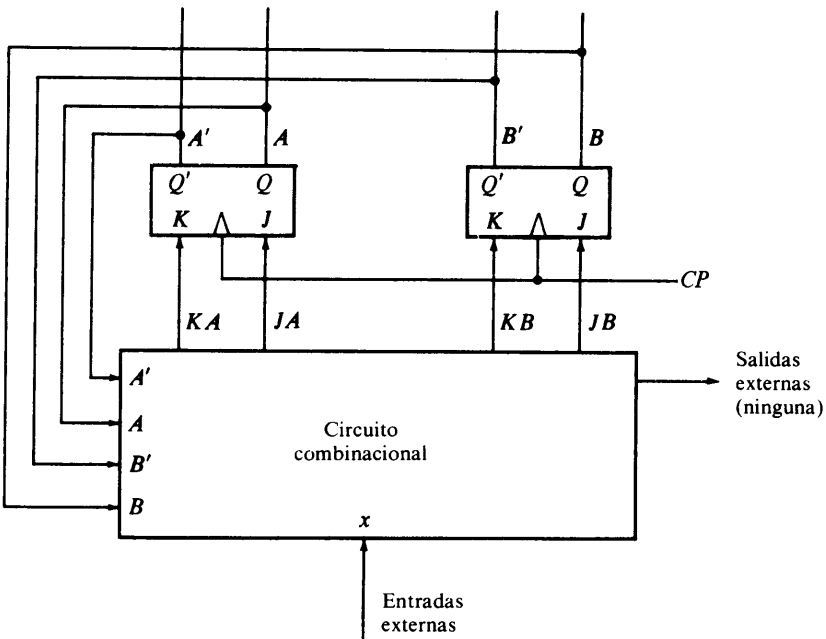 A'
A
B'
B
Q'
Q
Q'
Q
K
J
K
J
CP
KA
JA
KB
JB
Salidas
externas
(ninguna)
A'
A
B'
B
Circuito
combinacional
x
Entradas
externas